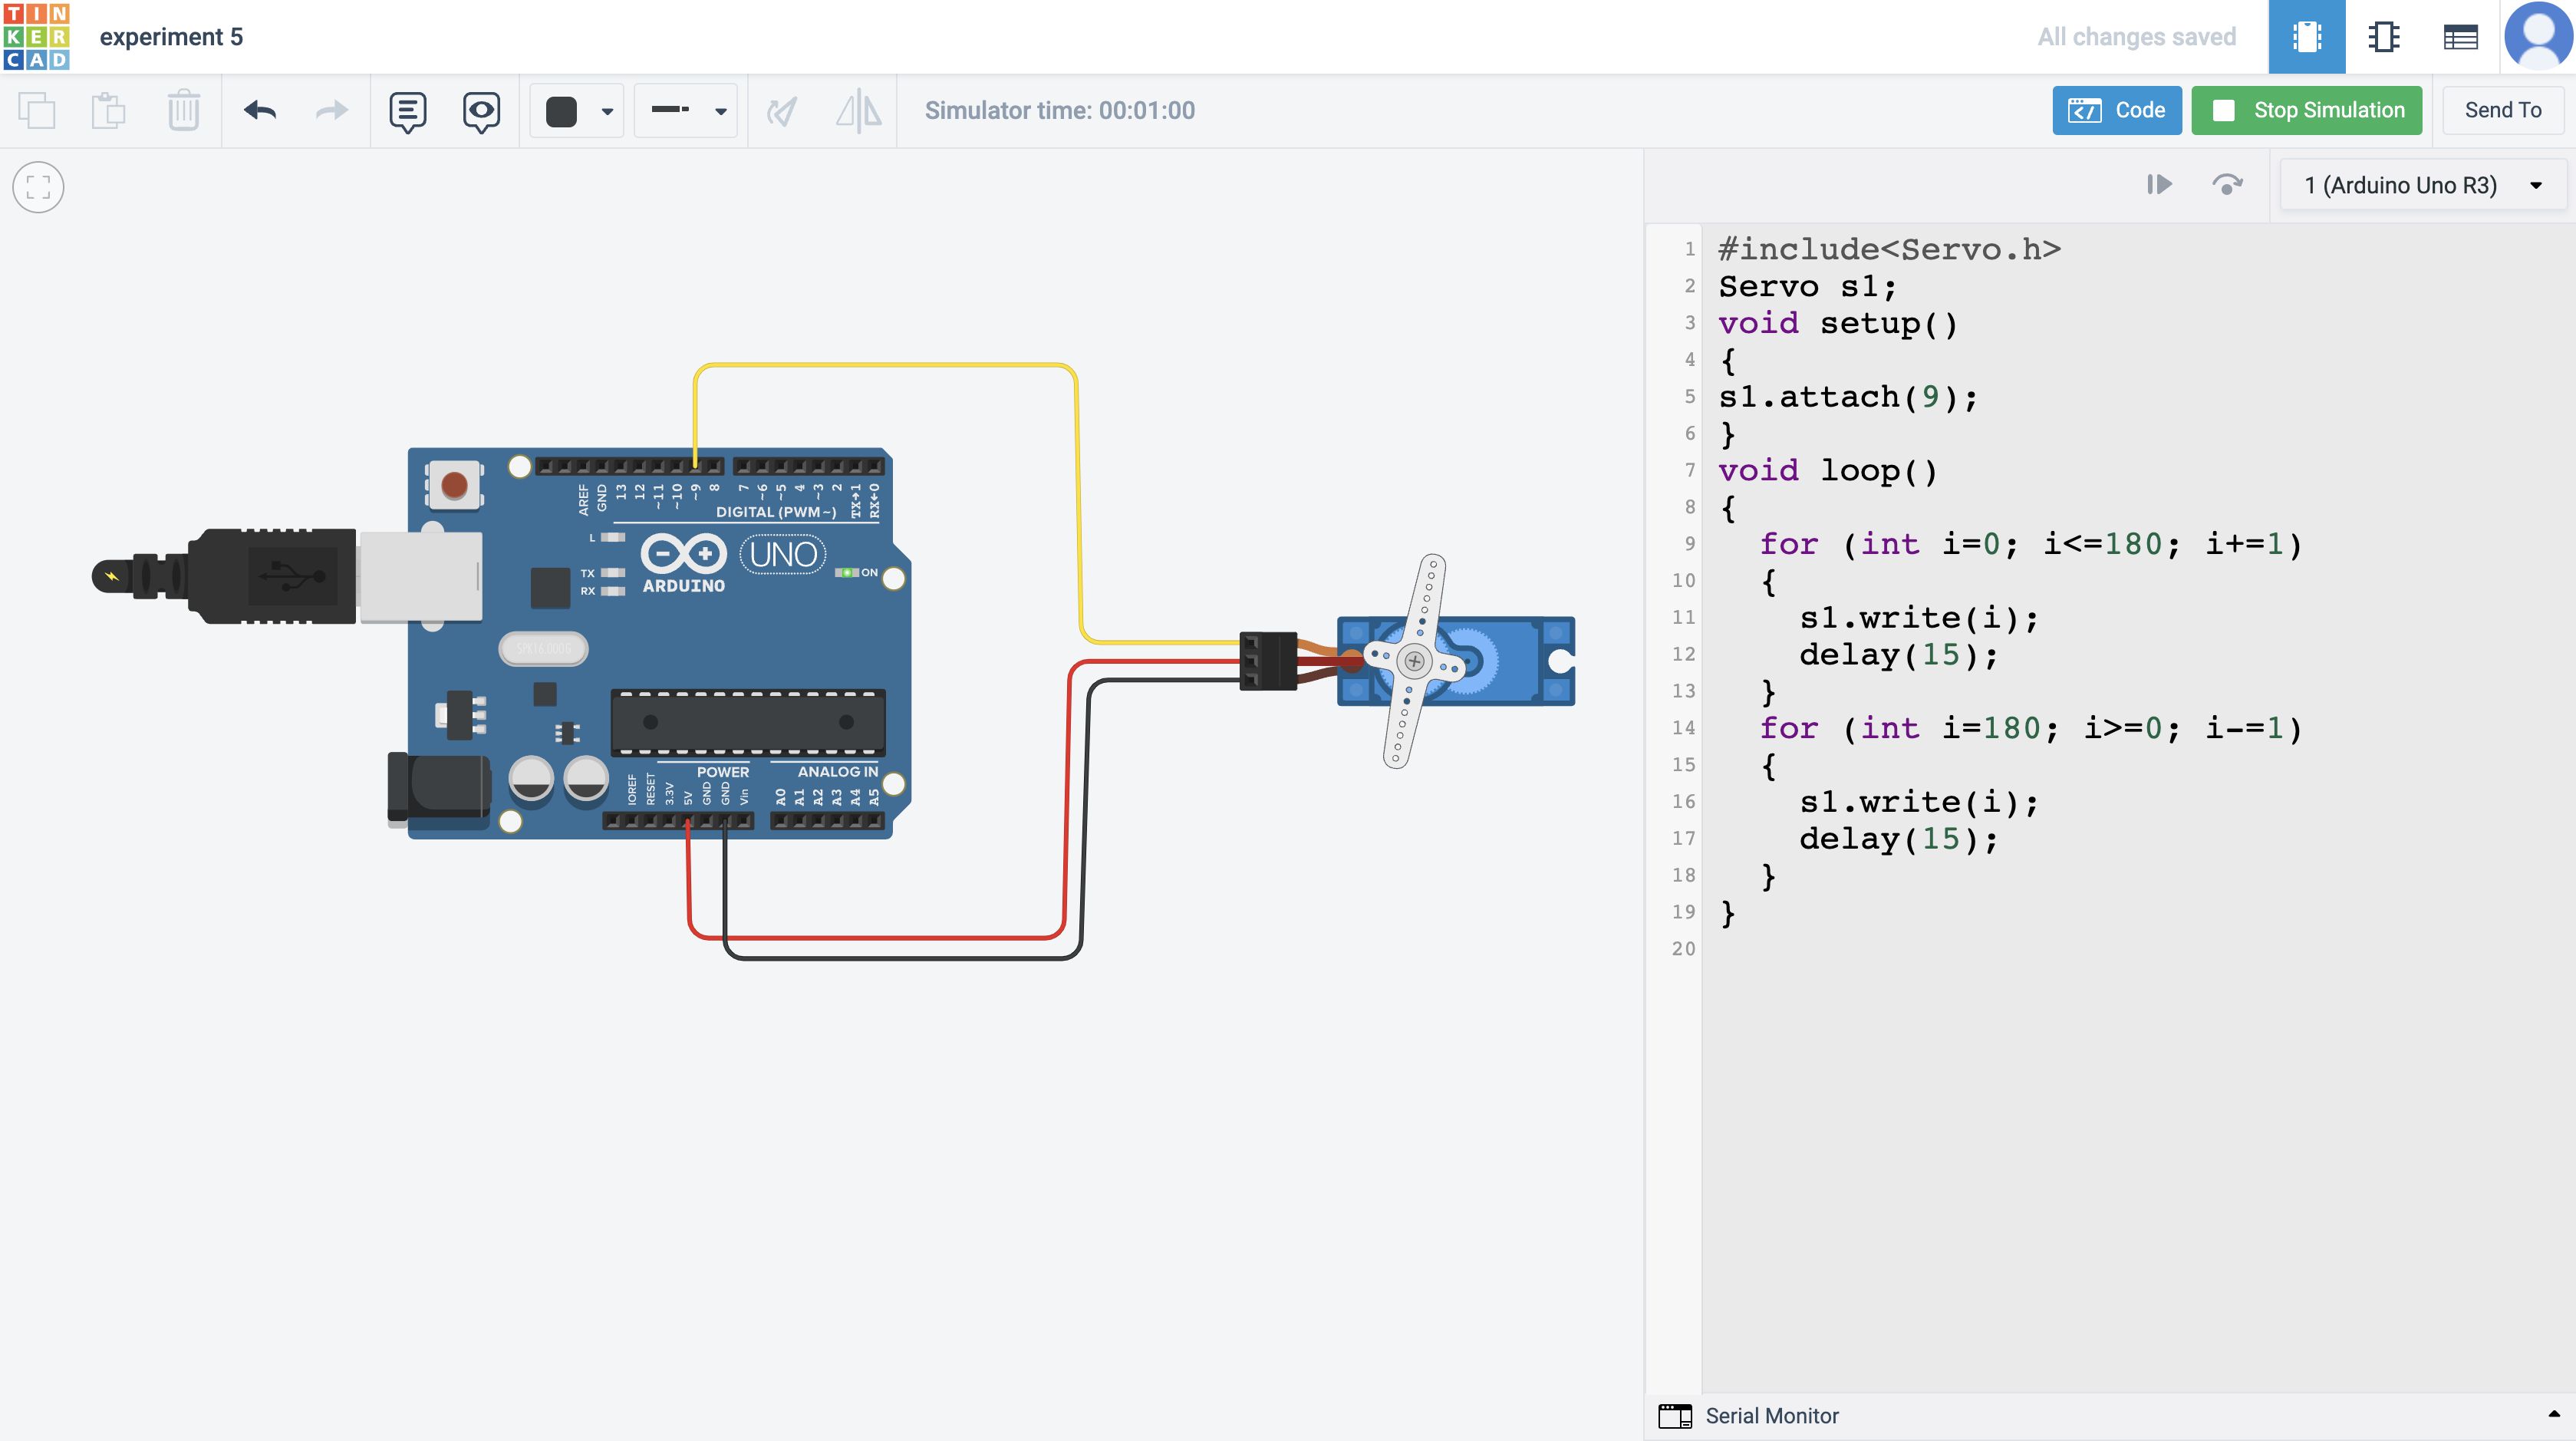 TIN
KER
CAD
experiment 5
All changes saved
Simulator time: 00:01:00
Code
Stop Simulation
Send To
1 (Arduino Uno R3)
AREF
GND
13
12
~11
~10
~9
8
7
~6
~5
4
~3
2
TX→1
RX←0
DIGITAL (PWM~)
L
TX
RX
ARDUINO
UNO
ON
SPK16.000G
POWER
ANALOG IN
IOREF
RESET
3.3V
5V
GND
GND
Vin
A0
A1
A2
A3
A4
A5
1 #include<Servo.h>
2 Servo s1;
3 void setup()
4 {
5 s1.attach(9);
6 }
7 void loop()
8 {
9 for (int i=0; i<=180; i+=1)
10 {
11 s1.write(i);
12 delay(15);
13 }
14 for (int i=180; i>=0; i-=1)
15 {
16 s1.write(i);
17 delay(15);
18 }
19 }
20
Serial Monitor